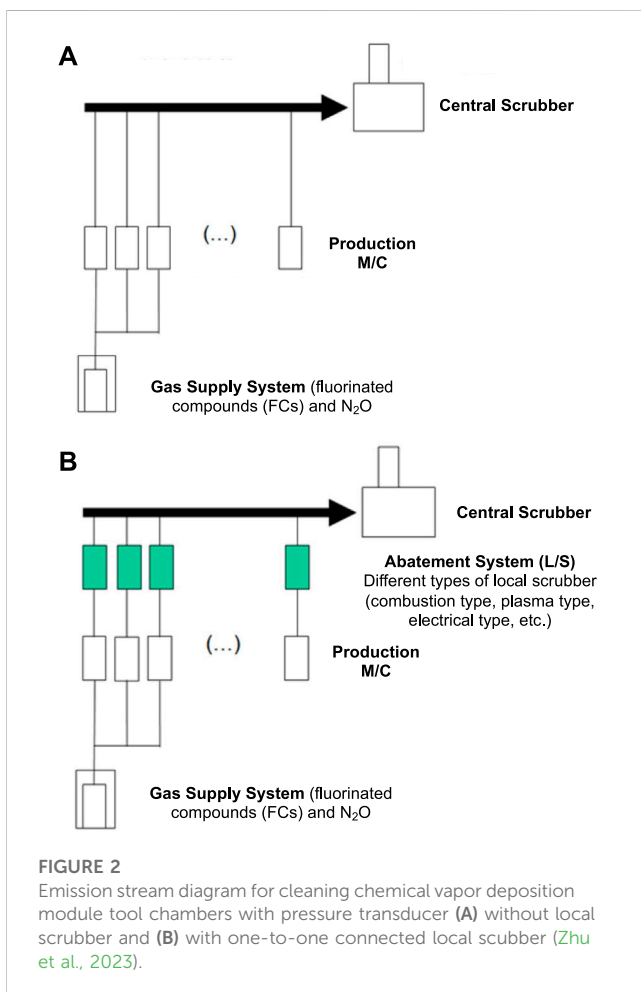 A
Central Scrubber
(...)
Production
M/C
Gas Supply System (fluorinated
compounds (FCs) and N₂O
B
Central Scrubber
Abatement System (L/S)
Different types of local scrubber
(combustion type, plasma type,
electrical type, etc.)
(...)
Production
M/C
Gas Supply System (fluorinated
compounds (FCs) and N₂O
FIGURE 2
Emission stream diagram for cleaning chemical vapor deposition
module tool chambers with pressure transducer (A) without local
scrubber and (B) with one-to-one connected local scubber (Zhu
et al., 2023).